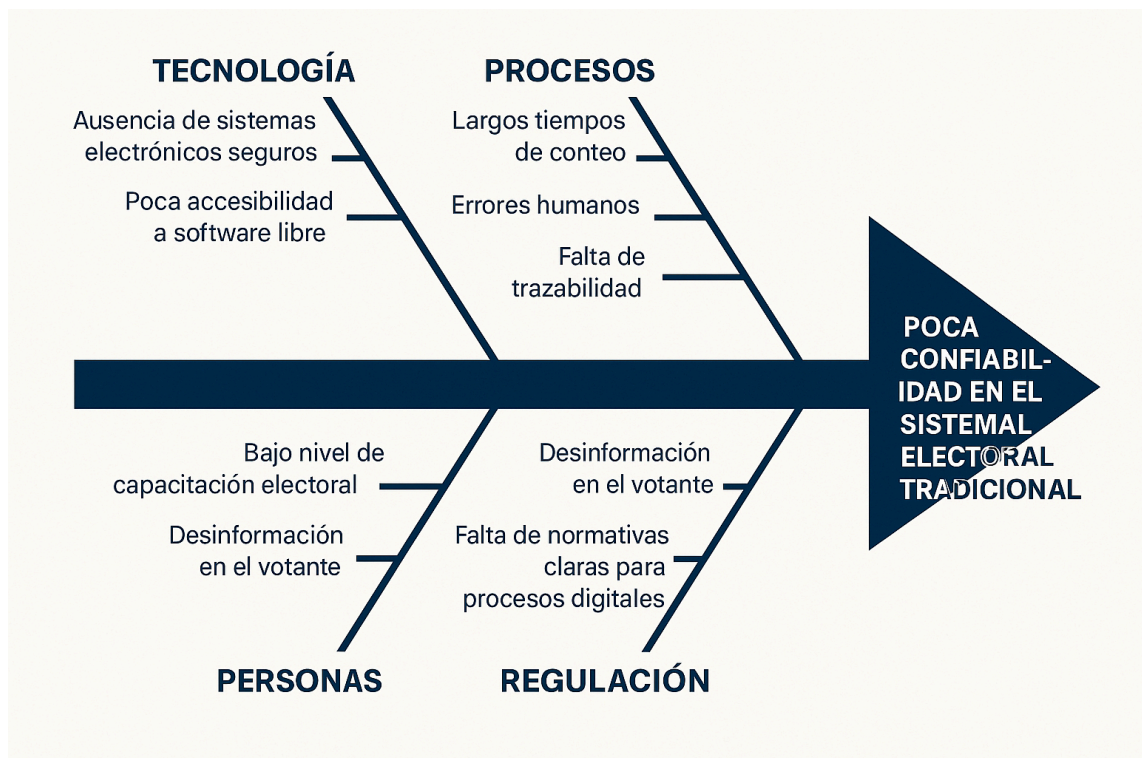 TECNOLOGÍA
Ausencia de sistemas
electrónicos seguros
Poca accesibilidad
a software libre
PROCESOS
Largos tiempos
de conteo
Errores humanos
Falta de
trazabilidad
Bajo nivel de
capacitación electoral
Desinformación
en el votante
PERSONAS
Desinformación
en el votante
Falta de normativas
claras para
procesos digitales
REGULACIÓN
POCA
CONFIABIL-
IDAD EN EL
SISTEMAL
ELECTORAL
TRADICIONAL